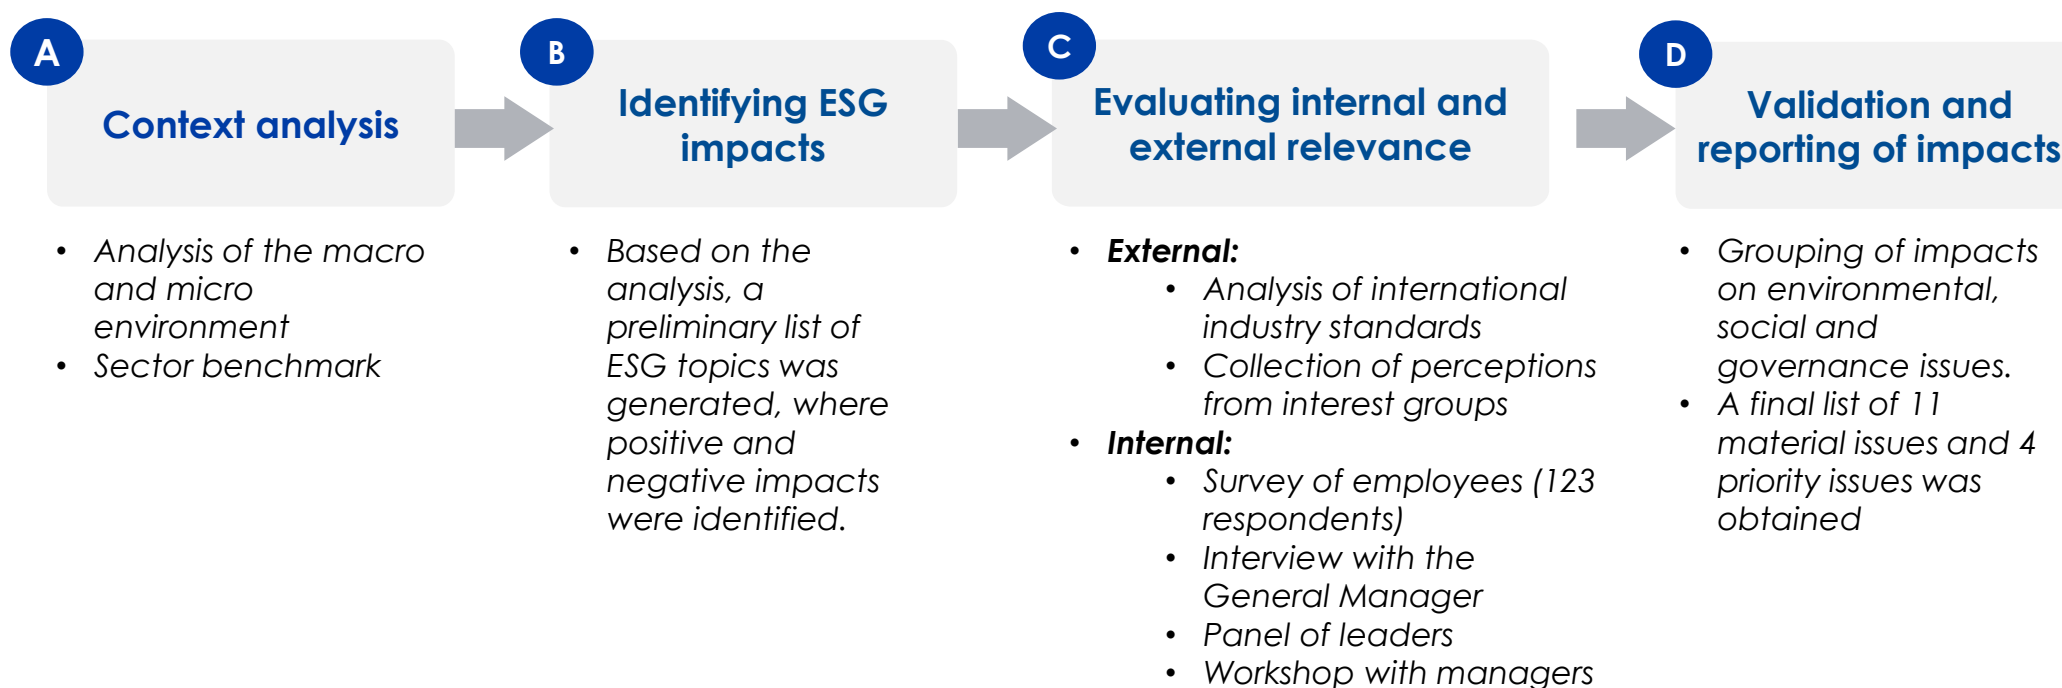 A
Context analysis
• Analysis of the macro
and micro
environment
• Sector benchmark
B
Identifying ESG
impacts
• Based on the
analysis, a
preliminary list of
ESG topics was
generated, where
positive and
negative impacts
were identified.
C
Evaluating internal and
external relevance
• External:
• Analysis of international
industry standards
• Collection of perceptions
from interest groups
• Internal:
• Survey of employees (123
respondents)
• Interview with the
General Manager
• Panel of leaders
• Workshop with managers
D
Validation and
reporting of impacts
• Grouping of impacts
on environmental,
social and
governance issues.
• A final list of 11
material issues and 4
priority issues was
obtained